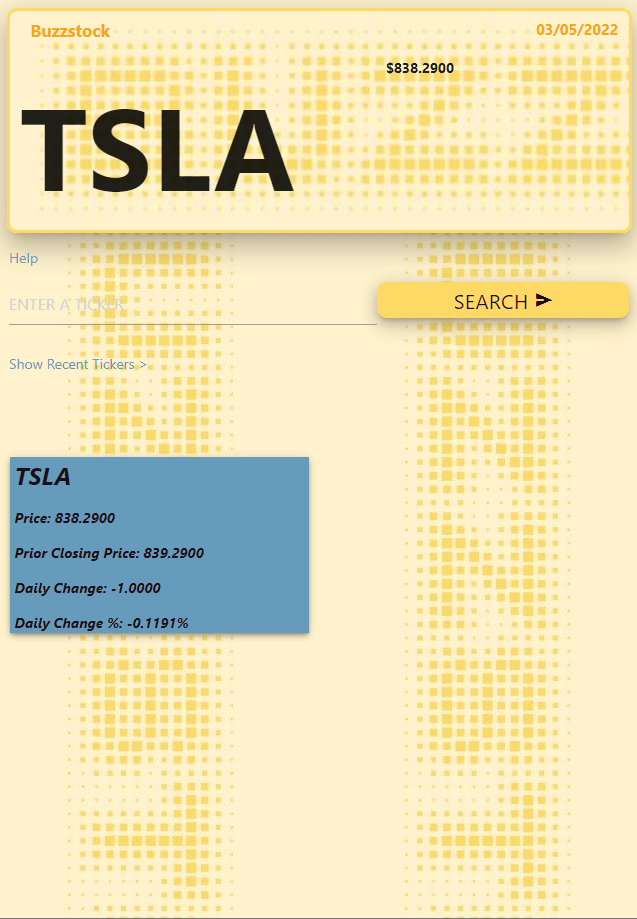 Buzzstock
03/05/2022
$838.2900
TSLA
Help
ENTER A TICKER
SEARCH
Show Recent Tickers >
TSLA
Price: 838.2900
Prior Closing Price: 839.2900
Daily Change: -1.0000
Daily Change %: -0.1191%